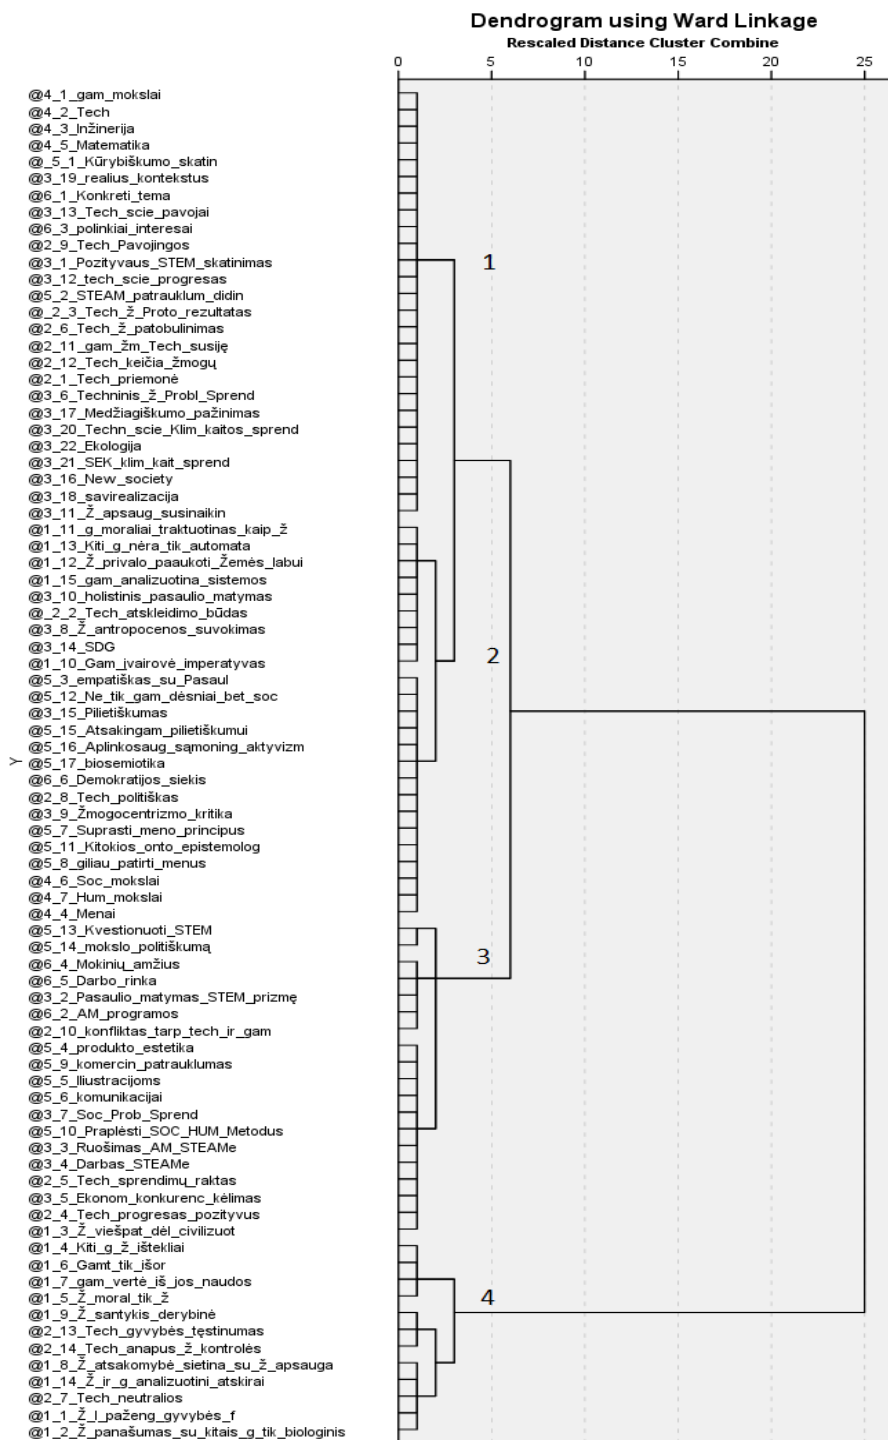 Dendrogram using Ward Linkage
Rescaled Distance Cluster Combine
0 5 10 15 20 25
@4_1_gam_mokslai
@4_2_Tech
@4_3_Inžinerija
@4_5_Matematika
@_5_1_Kūrybiškumo_skatin
@3_19_realius_kontekstus
@6_1_Konkreti_tema
@3_13_Tech_scie_pavojai
@6_3_polinkiai_interesai
@2_9_Tech_Pavojingos
1
@3_1_Pozityvaus_STEM_skatinimas
@3_12_tech_scie_progresas
@5_2_STEAM_patrauklum_didin
@_2_3_Tech_ž_Proto_rezultatas
@2_6_Tech_ž_patobulinimas
@2_11_gam_žm_Tech_susiję
@2_12_Tech_keičia_žmogų
@2_1_Tech_priemonė
@3_6_Techninis_ž_Probl_Sprend
@3_17_Medžiagiškumo_pažinimas
@3_20_Techn_scie_Klim_kaitos_sprend
@3_22_Ekologija
@3_21_SEK_klim_kait_sprend
@3_16_New_society
@3_18_savirealizacija
@3_11_Ž_apsaug_susinaikin
@1_11_g_moraliai_traktuotinas_kaip_ž
@1_13_Kiti_g_nėra_tik_automata
@1_12_Ž_privalo_paaukoti_Žemės_labui
@1_15_gam_analizuotina_sistemos
@3_10_holistinis_pasaulio_matymas
@_2_2_Tech_atskleidimo_būdas
@3_8_Ž_antropocenos_suvokimas
@3_14_SDG
2
@1_10_Gam_įvairovė_imperatyvas
@5_3_empatiškas_su_Pasaul
@5_12_Ne_tik_gam_dėsniai_bet_soc
@3_15_Pilietiškumas
@5_15_Atsakingam_pilietiškumui
@5_16_Aplinkosaug_sąmoning_aktyvizm
Y
@5_17_biosemiotika
@6_6_Demokratijos_siekis
@2_8_Tech_politiškas
@3_9_Žmogocentrizmo_kritika
@5_7_Suprasti_meno_principus
@5_11_Kitokios_onto_epistemolog
@5_8_giliau_patirti_menus
@4_6_Soc_mokslai
@4_7_Hum_mokslai
@4_4_Menai
@5_13_Kvestionuoti_STEM
@5_14_mokslo_politiškumą
3
@6_4_Mokinių_amžius
@6_5_Darbo_rinka
@3_2_Pasaulio_matymas_STEM_prizmę
@6_2_AM_programos
@2_10_konfliktas_tarp_tech_ir_gam
@5_4_produkto_estetika
@5_9_komercin_patrauklumas
@5_5_Iliustracijoms
@5_6_komunikacijai
@3_7_Soc_Prob_Sprend
@5_10_Praplėsti_SOC_HUM_Metodus
@3_3_Ruošimas_AM_STEAMe
@3_4_Darbas_STEAMe
@2_5_Tech_sprendimų_raktas
@3_5_Ekonom_konkurenc_kėlimas
@2_4_Tech_progresas_pozityvus
@1_3_Ž_viešpat_dėl_civilizuot
@1_4_Kiti_g_ž_ištekliai
@1_6_Gamt_tik_išor
@1_7_gam_vertė_iš_jos_naudos
@1_5_Ž_moral_tik_ž
4
@1_9_Ž_santykis_derybinė
@2_13_Tech_gyvybės_tęstinumas
@2_14_Tech_anapus_ž_kontrolės
@1_8_Ž_atsakomybė_sietina_su_ž_apsauga
@1_14_Ž_ir_g_analizuotini_atskirai
@2_7_Tech_neutralios
@1_1_Ž_l_paženg_gyvybės_f
@1_2_Ž_panašumas_su_kitais_g_tik_biologinis